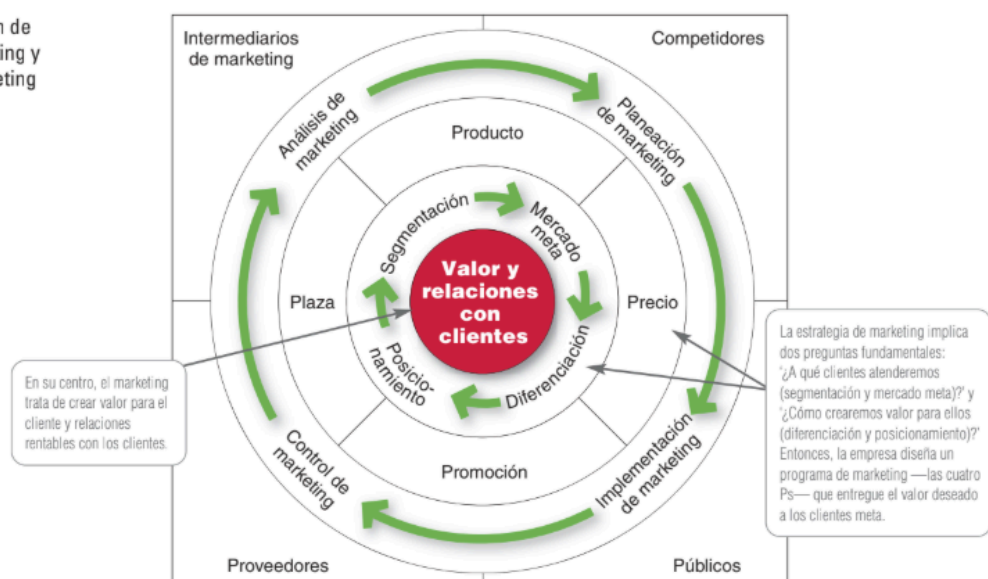 n de
ing y
eting
Intermediarios
de marketing
Competidores
Análisis de
marketing
Planeación
de marketing
Producto
Segmentación
Mercado
meta
Valor y
relaciones
con
clientes
Plaza
Precio
Posicio-
namiento
Diferenciación
En su centro, el marketing
trata de crear valor para el
cliente y relaciones
rentables con los clientes.
La estrategia de marketing implica
dos preguntas fundamentales:
'¿A qué clientes atenderemos
(segmentación y mercado meta)?' y
'¿Cómo crearemos valor para ellos
(diferenciación y posicionamiento)?'
Entonces, la empresa diseña un
programa de marketing —las cuatro
Ps— que entregue el valor deseado
a los clientes meta.
Control de
marketing
Promoción
Implementación
de marketing
Proveedores
Públicos